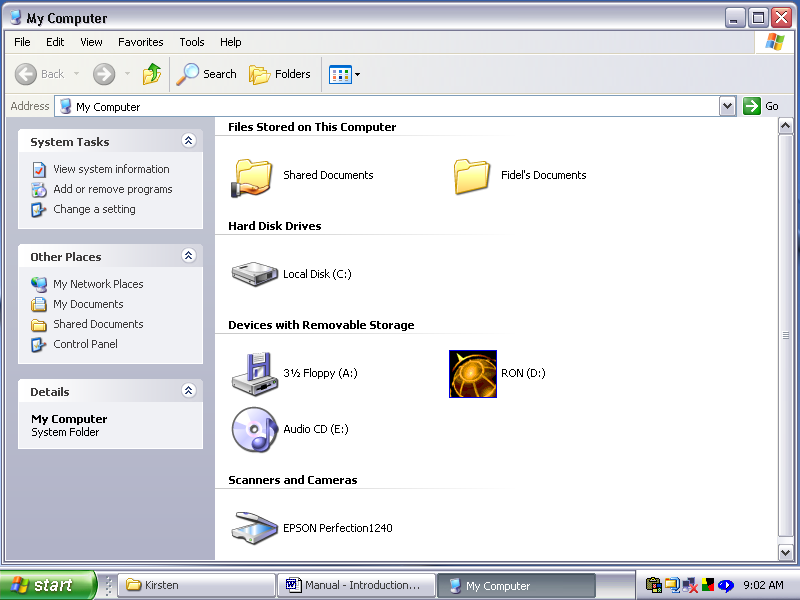 My Computer
File Edit View Favorites Tools Help
Back Search Folders
Address My Computer Go
System Tasks
View system information
Add or remove programs
Change a setting
Other Places
My Network Places
My Documents
Shared Documents
Control Panel
Details
My Computer
System Folder
Files Stored on This Computer
Shared Documents Fidel's Documents
Hard Disk Drives
Local Disk (C:)
Devices with Removable Storage
3½ Floppy (A:) RON (D:)
Audio CD (E:)
Scanners and Cameras
EPSON Perfection1240
start Kirsten Manual - Introduction... My Computer 9:02 AM